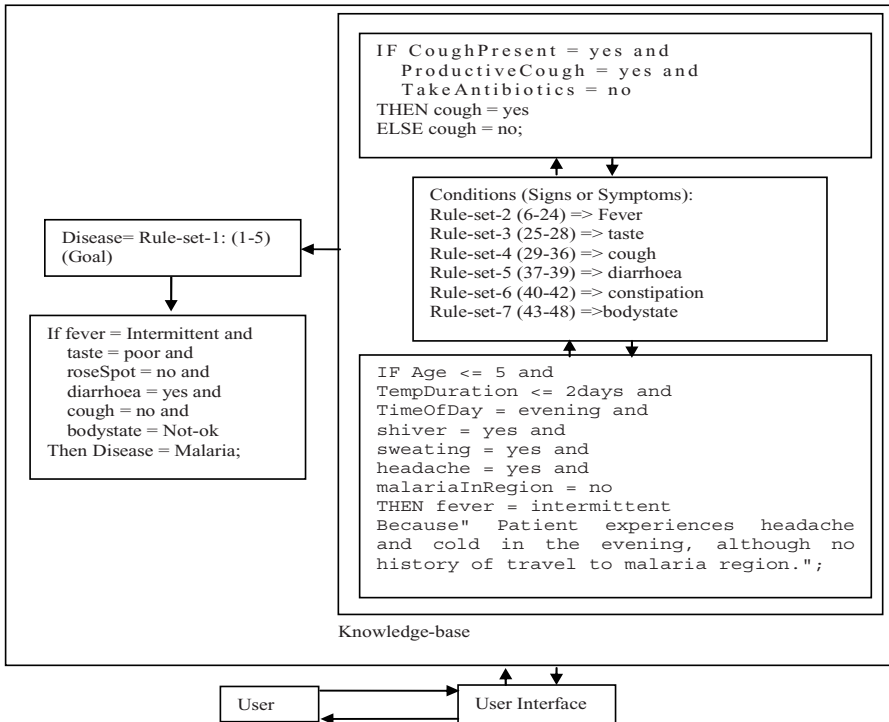 IF CoughPresent = yes and
ProductiveCough = yes and
TakeAntibiotics = no
THEN cough = yes
ELSE cough = no;
Conditions (Signs or Symptoms):
Rule-set-2 (6-24) => Fever
Rule-set-3 (25-28) => taste
Rule-set-4 (29-36) => cough
Rule-set-5 (37-39) => diarrhoea
Rule-set-6 (40-42) => constipation
Rule-set-7 (43-48) =>bodystate
Disease= Rule-set-1: (1-5)
(Goal)
If fever = Intermittent and
taste = poor and
roseSpot = no and
diarrhoea = yes and
cough = no and
bodystate = Not-ok
Then Disease = Malaria;
IF Age <= 5 and
TempDuration <= 2days and
TimeOfDay = evening and
shiver = yes and
sweating = yes and
headache = yes and
malariaInRegion = no
THEN fever = intermittent
Because" Patient experiences headache
and cold in the evening, although no
history of travel to malaria region.";
Knowledge-base
User
User Interface